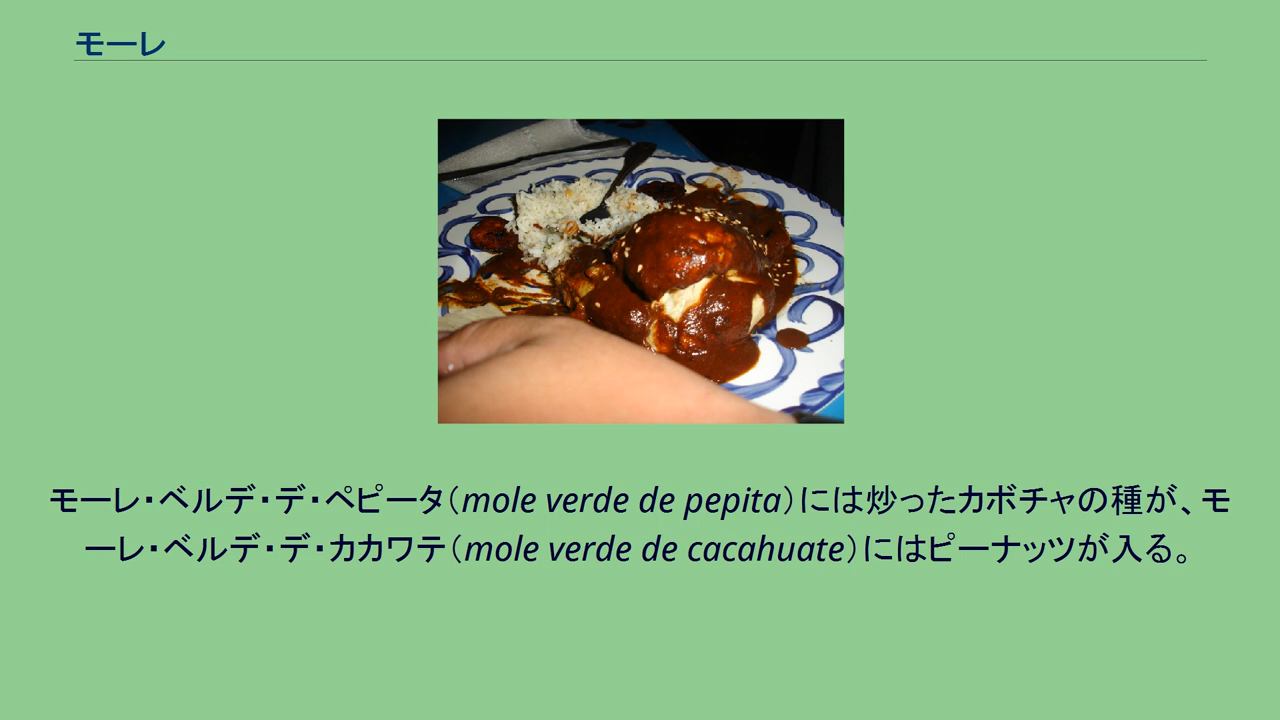 モーレ
モーレ・ベルデ・デ・ペピータ（mole verde de pepita）には炒ったカボチャの種が、モ
ーレ・ベルデ・デ・カカワテ（mole verde de cacahuate）にはピーナッツが入る。